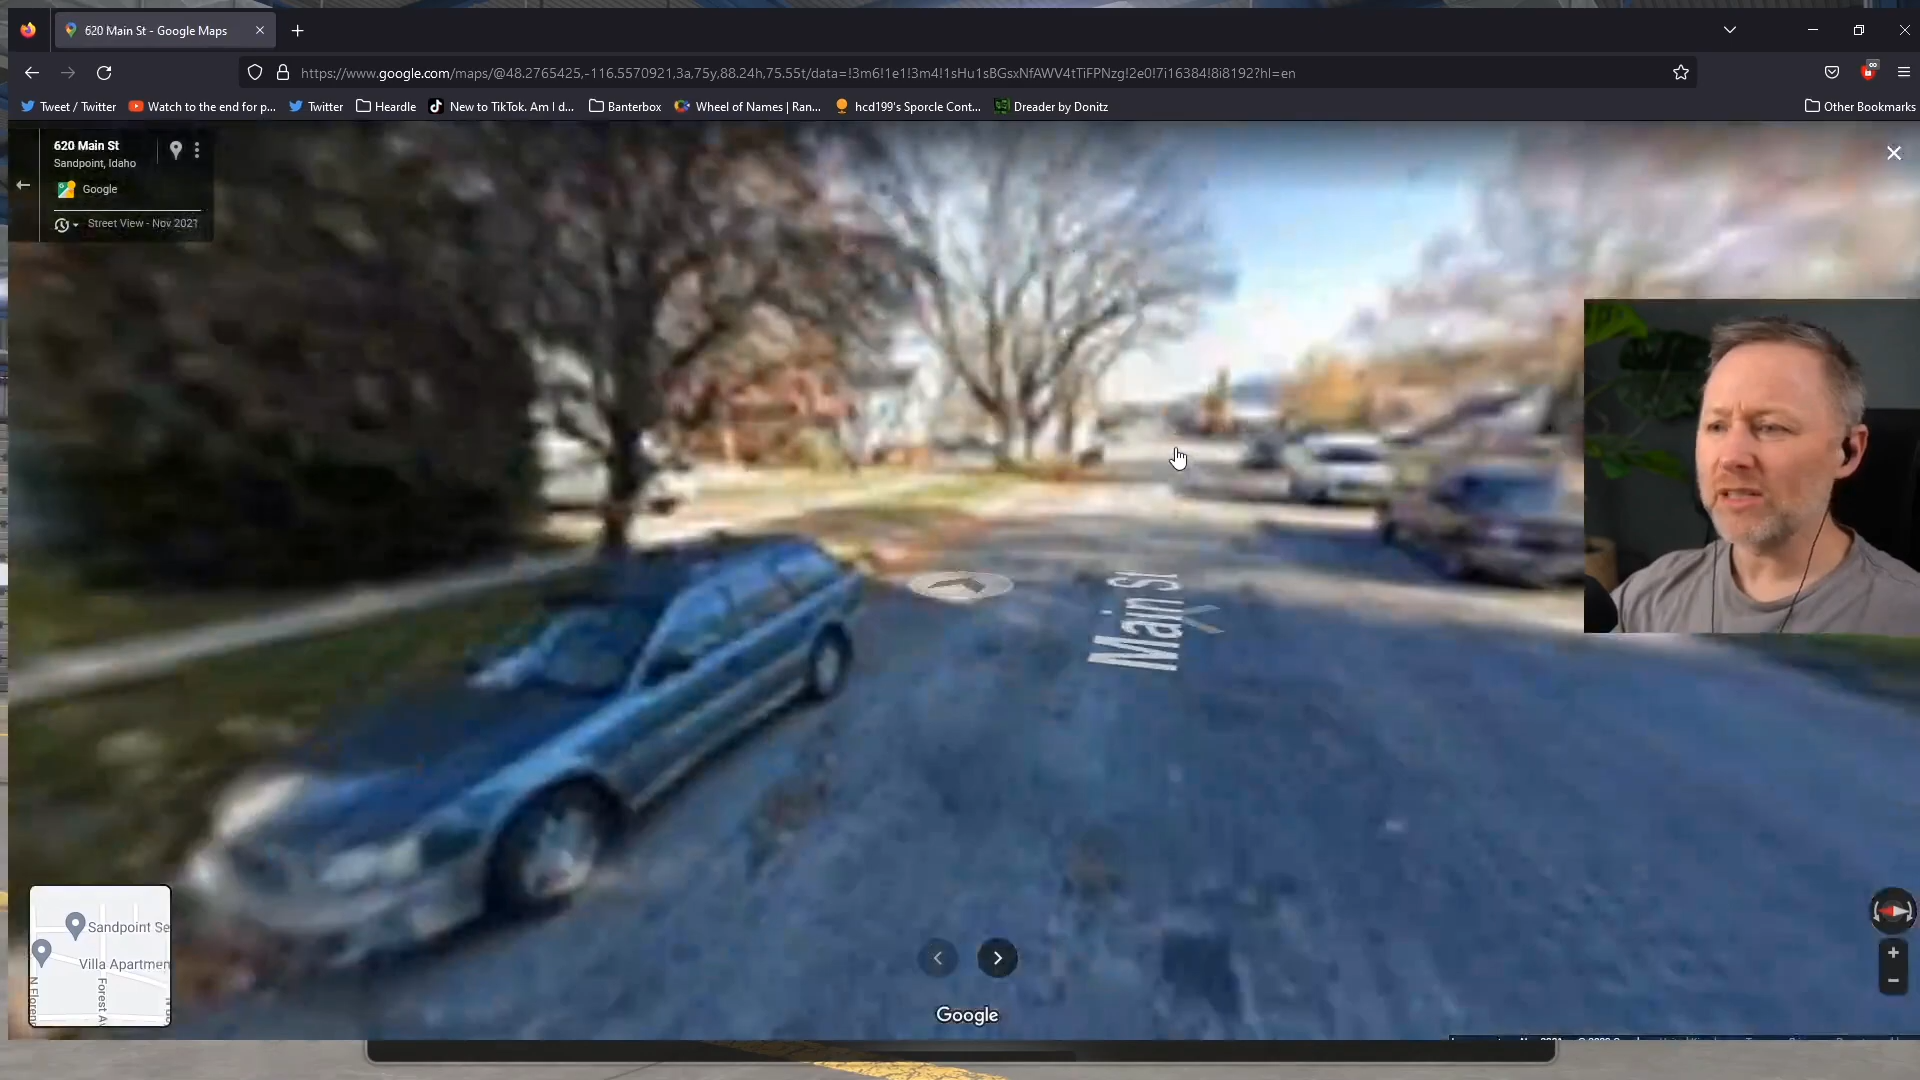 620 Main St - Google Maps
https://www.google.com/maps/@48.2765425,-116.5570921,3a,75y,88.24h,75.55t/data=!3m6!1e1!3m4!1sHu1sBGsxNfAWV4tTiFPNzg!2e0!7i16384!8i8192?hl=en
Tweet / Twitter Watch to the end for p... Twitter Heardle New to TikTok. Am I d... Banterbox Wheel of Names | Ran... hcd199's Sporcle Cont... Dreader by Donitz Other Bookmarks
620 Main St
Sandpoint, Idaho
Google
Street View - Nov 2021
Main St
Sandpoint Se
Villa Apartmen
N Florenc
Forest Av
Google